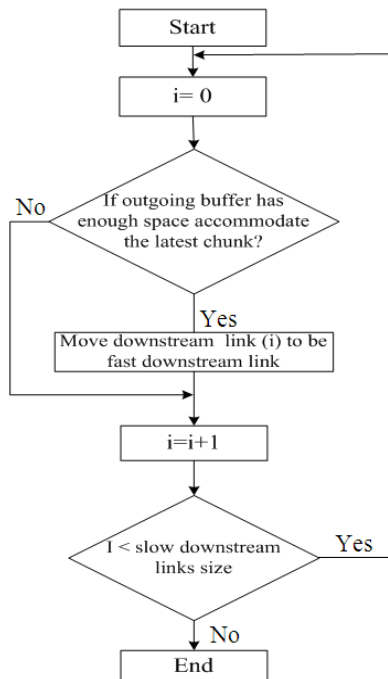 Start
i= 0
If outgoing buffer has
enough space accommodate
the latest chunk?
No
Yes
Move downstream link (i) to be
fast downstream link
i=i+1
I < slow downstream
links size
Yes
No
End